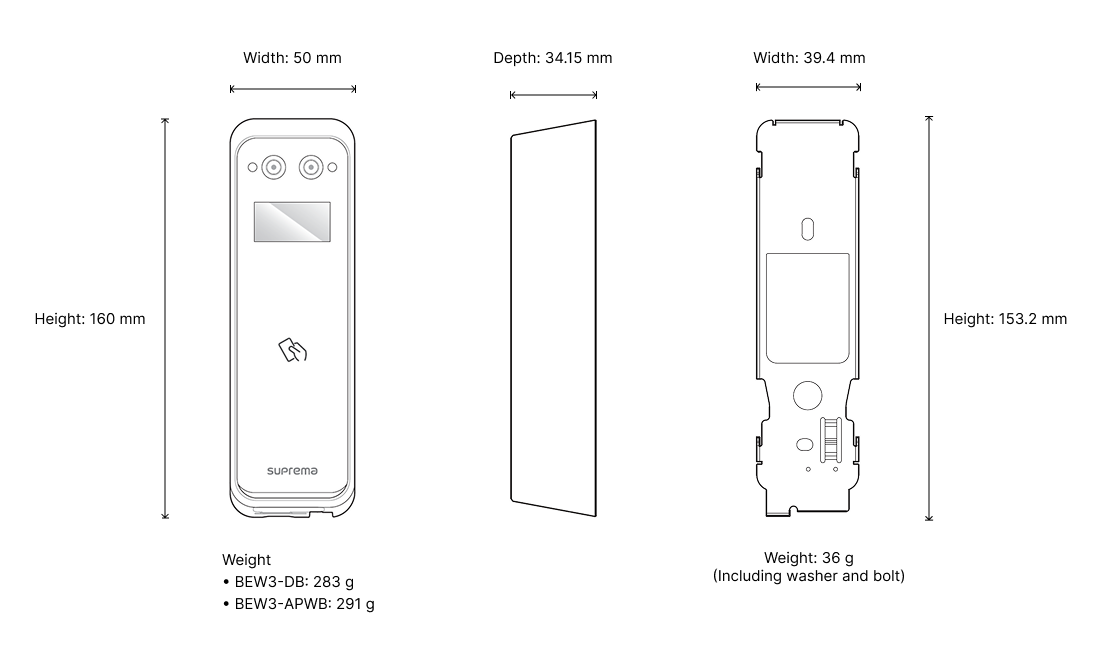 Width: 50 mm
Depth: 34.15 mm
Width: 39.4 mm
Height: 160 mm
Height: 153.2 mm
suprema
Weight
• BEW3-DB: 283 g
• BEW3-APWB: 291 g
Weight: 36 g
(Including washer and bolt)